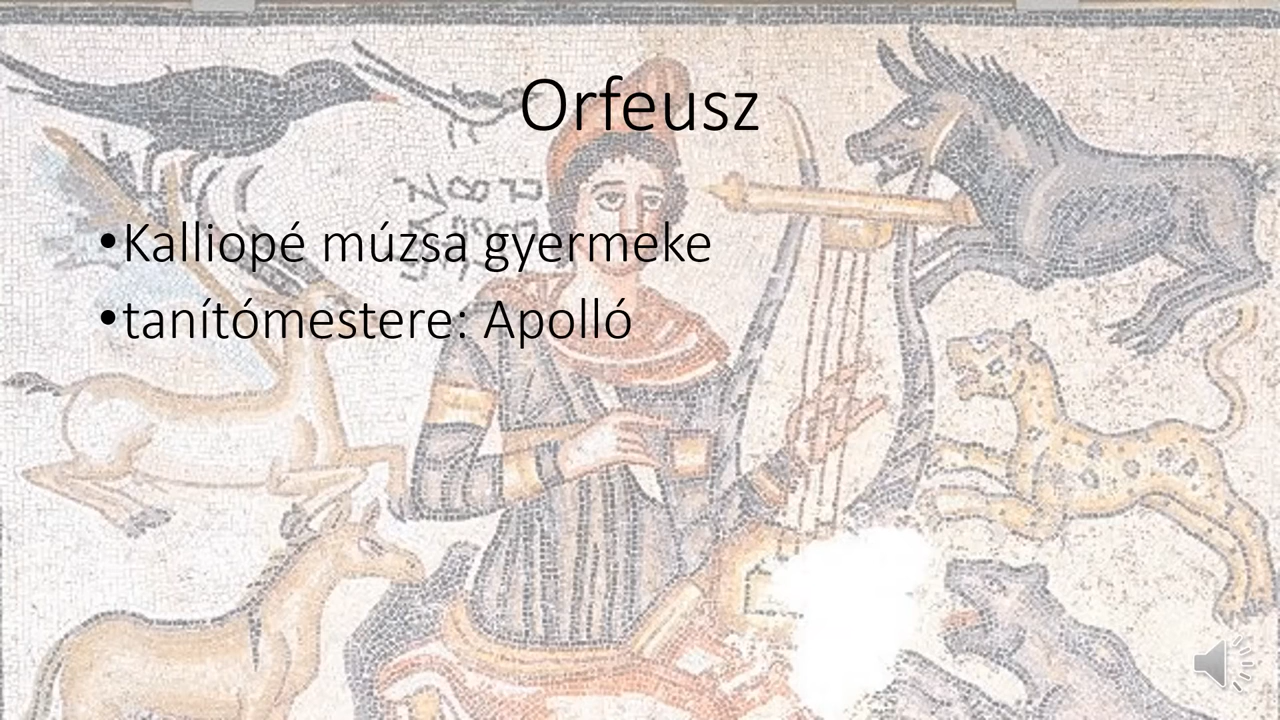 Orfeusz
•Kalliopé múzsa gyermeke
•tanítómestere: Apolló